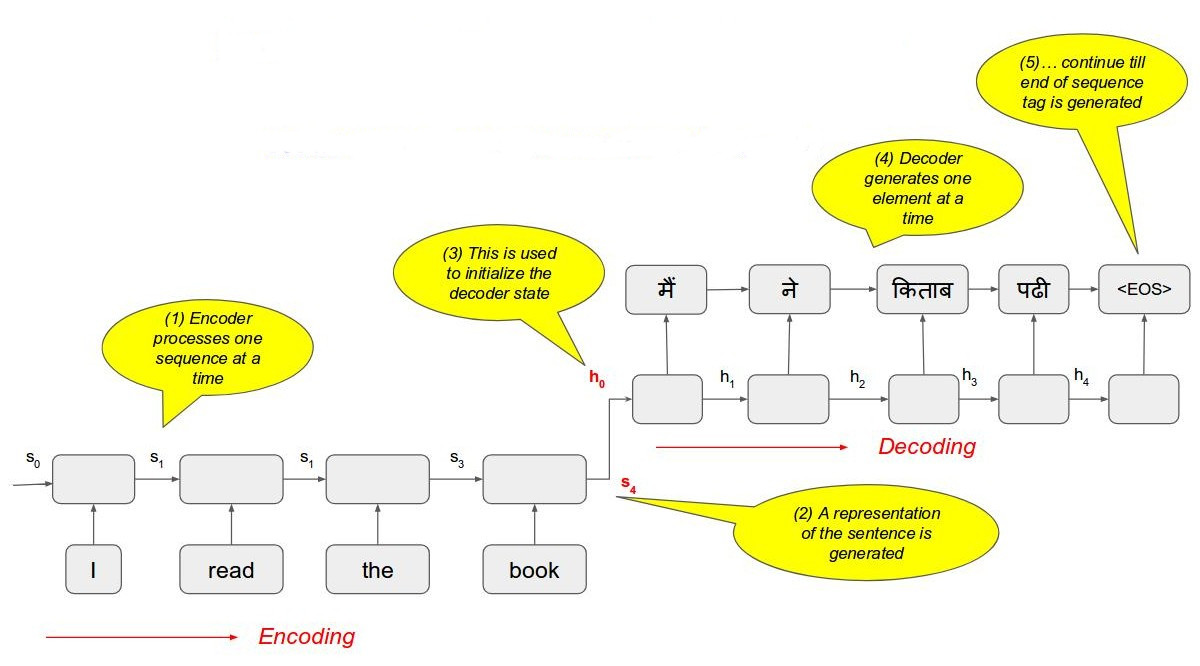 (5)… continue till
end of sequence
tag is generated
(4) Decoder
generates one
element at a
time
(3) This is used
to initialize the
decoder state
मैं ने किताब पढी <EOS>
(1) Encoder
processes one
sequence at a
time
h0 h1 h2 h3 h4
Decoding
s0 s1 s1 s3 s4
(2) A representation
of the sentence is
generated
I read the book
Encoding